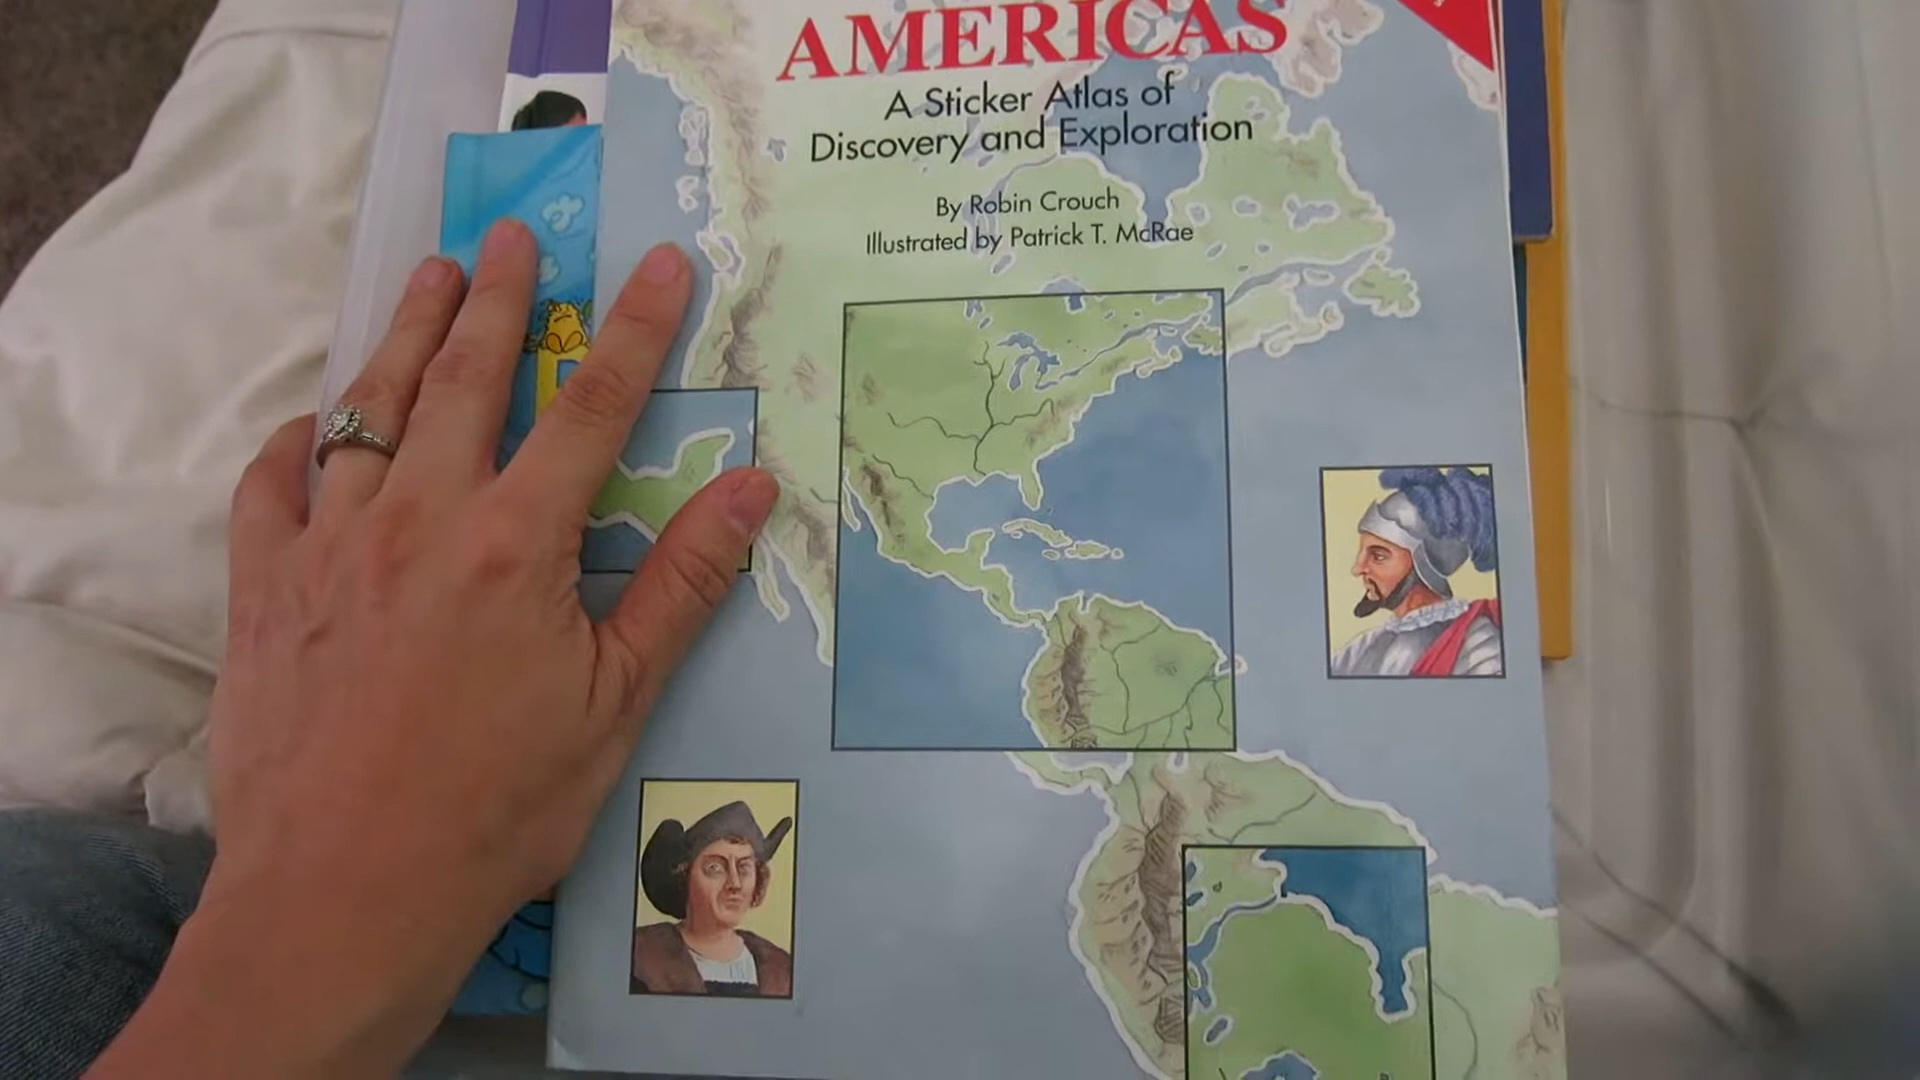 AMERICAS
A Sticker Atlas of
Discovery and Exploration
By Robin Crouch
Illustrated by Patrick T. McRae